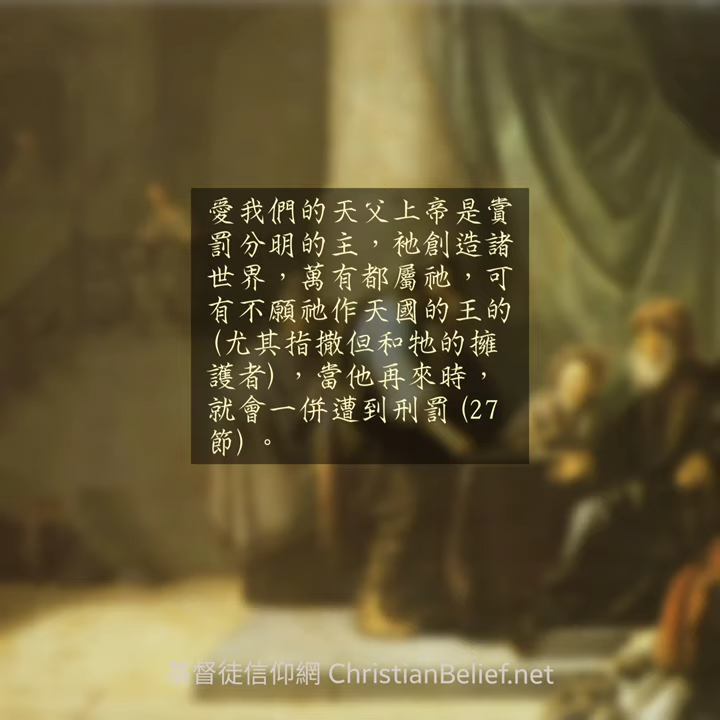 愛我們的天父上帝是賞
罰分明的主，祂創造諸
世界，萬有都屬祂，可
有不願祂作天國的王的
(尤其指撒但和牠的擁
護者)，當他再來時，
就會一併遭到刑罰 (27
節)。
基督徒信仰網 ChristianBelief.net